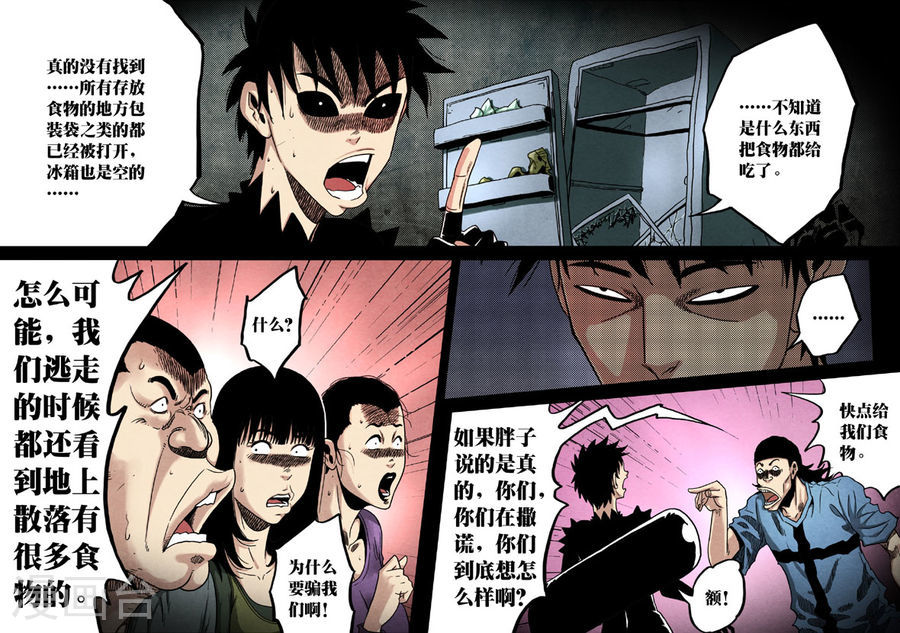 真的没有找到
……所有存放
食物的地方包
装袋之类的都
已经被打开，
冰箱也是空的
……
……不知道
是什么东西
把食物都给
吃了。
怎么可
能，我
们逃走
的时候
都还看
到地上
散落有
很多食
物的。
什么？
为什么
要骗我
们啊！
……
如果胖子
说的是真
的，你们，
你们在撒
谎，你们
到底想怎
么样啊？
快点给
我们食
物。
额！
漫画台